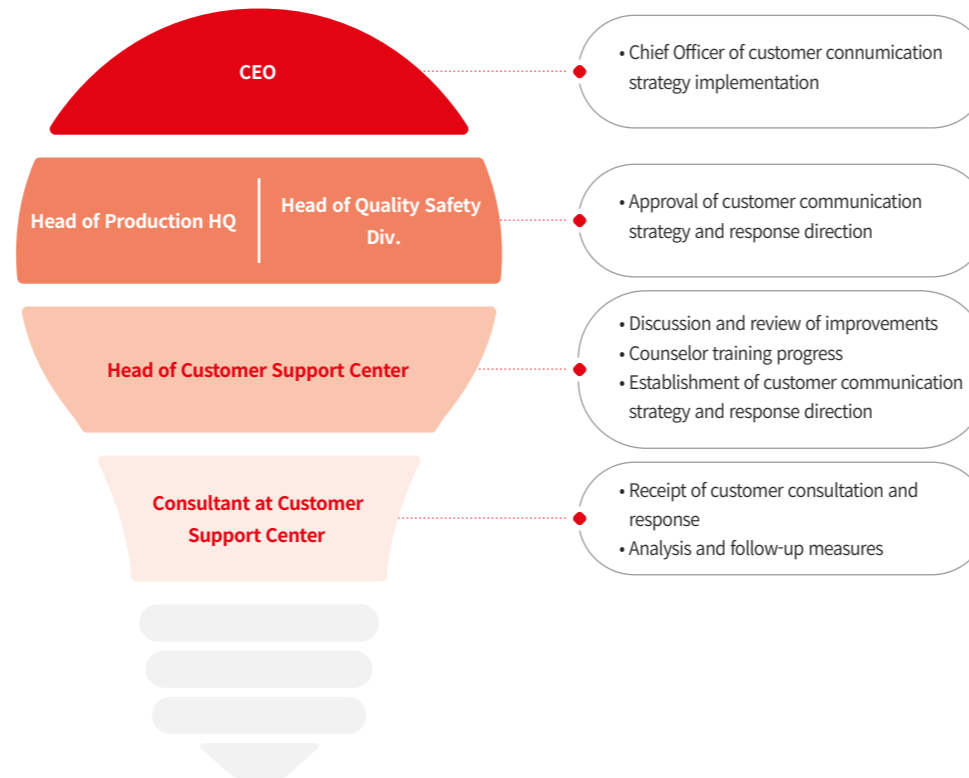 CEO
• Chief Officer of customer connumication
strategy implementation
Head of Production HQ
Head of Quality Safety
Div.
• Approval of customer communication
strategy and response direction
Head of Customer Support Center
• Discussion and review of improvements
• Counselor training progress
• Establishment of customer communication
strategy and response direction
Consultant at Customer
Support Center
• Receipt of customer consultation and
response
• Analysis and follow-up measures